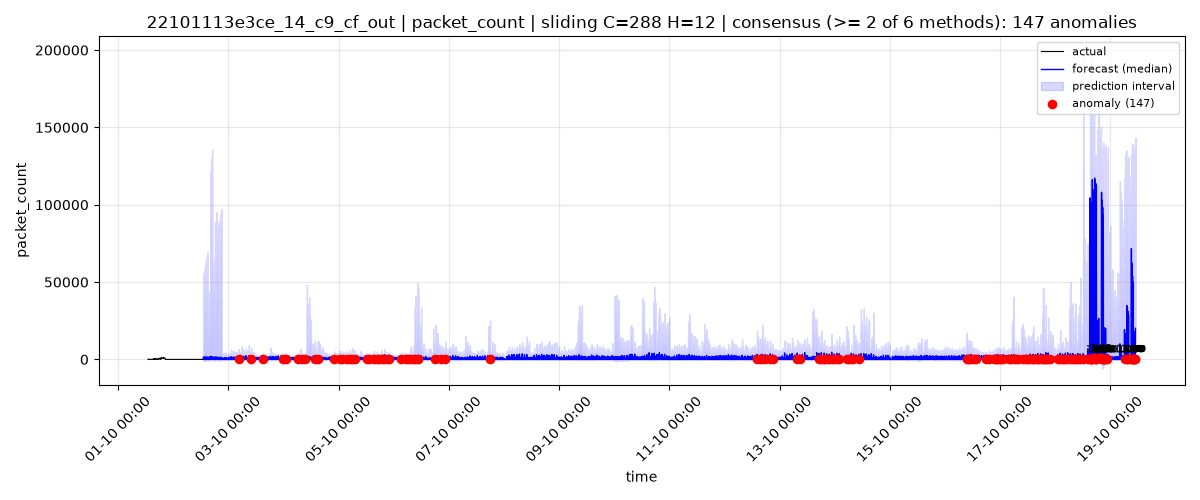 22101113e3ce_14_c9_cf_out | packet_count | sliding C=288 H=12 | consensus (>= 2 of 6 methods): 147 anomalies
200000
150000
100000
50000
0
packet_count
actual
forecast (median)
prediction interval
anomaly (147)
01-10 00:00
03-10 00:00
05-10 00:00
07-10 00:00
09-10 00:00
11-10 00:00
13-10 00:00
15-10 00:00
17-10 00:00
19-10 00:00
time